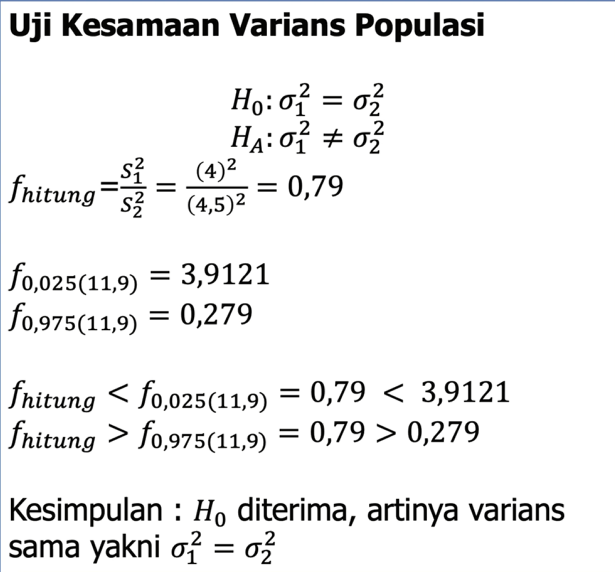 Uji Kesamaan Varians Populasi
H₀: σ₁² = σ₂²
H_A: σ₁² ≠ σ₂²
f_hitung = S₁²/S₂² = (4)²/(4,5)² = 0,79
f_0,025(11,9) = 3,9121
f_0,975(11,9) = 0,279
f_hitung < f_0,025(11,9) = 0,79 < 3,9121
f_hitung > f_0,975(11,9) = 0,79 > 0,279
Kesimpulan : H₀ diterima, artinya varians
sama yakni σ₁² = σ₂²